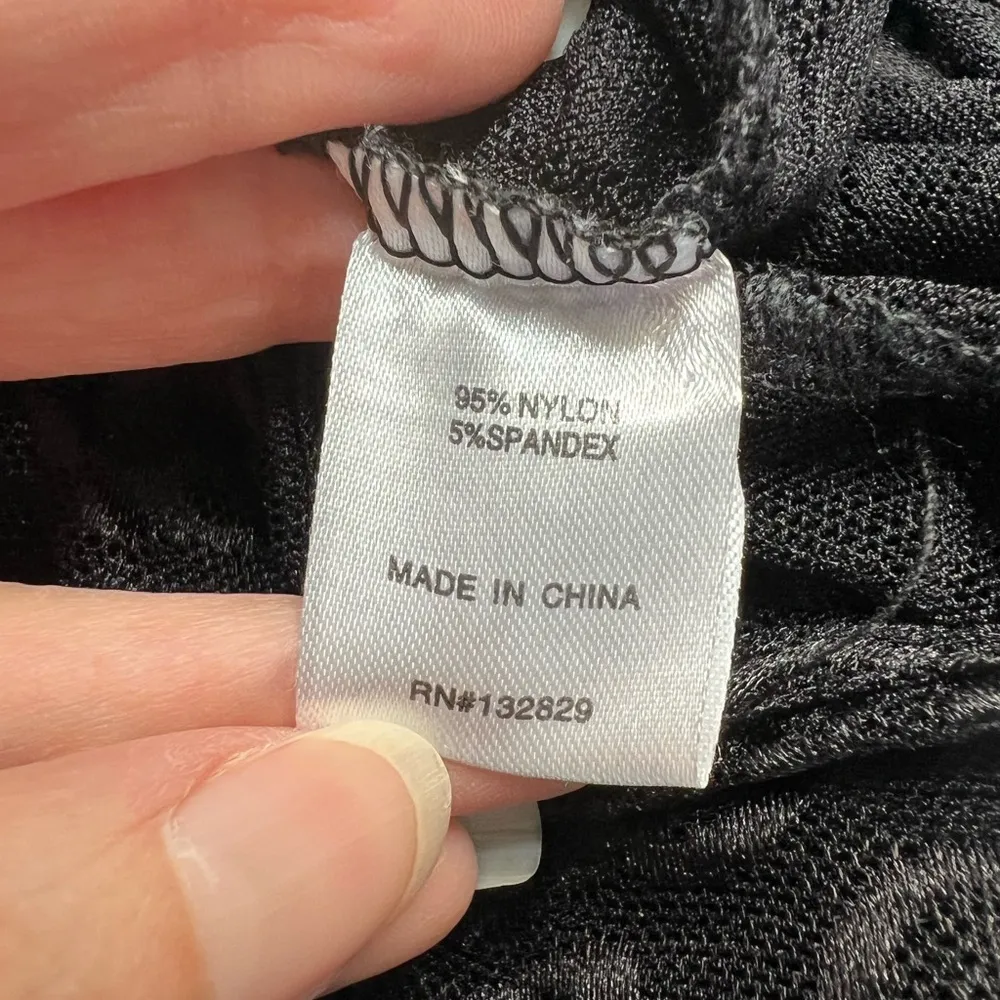 95% NYLON
5%SPANDEX
MADE IN CHINA
RN#132829